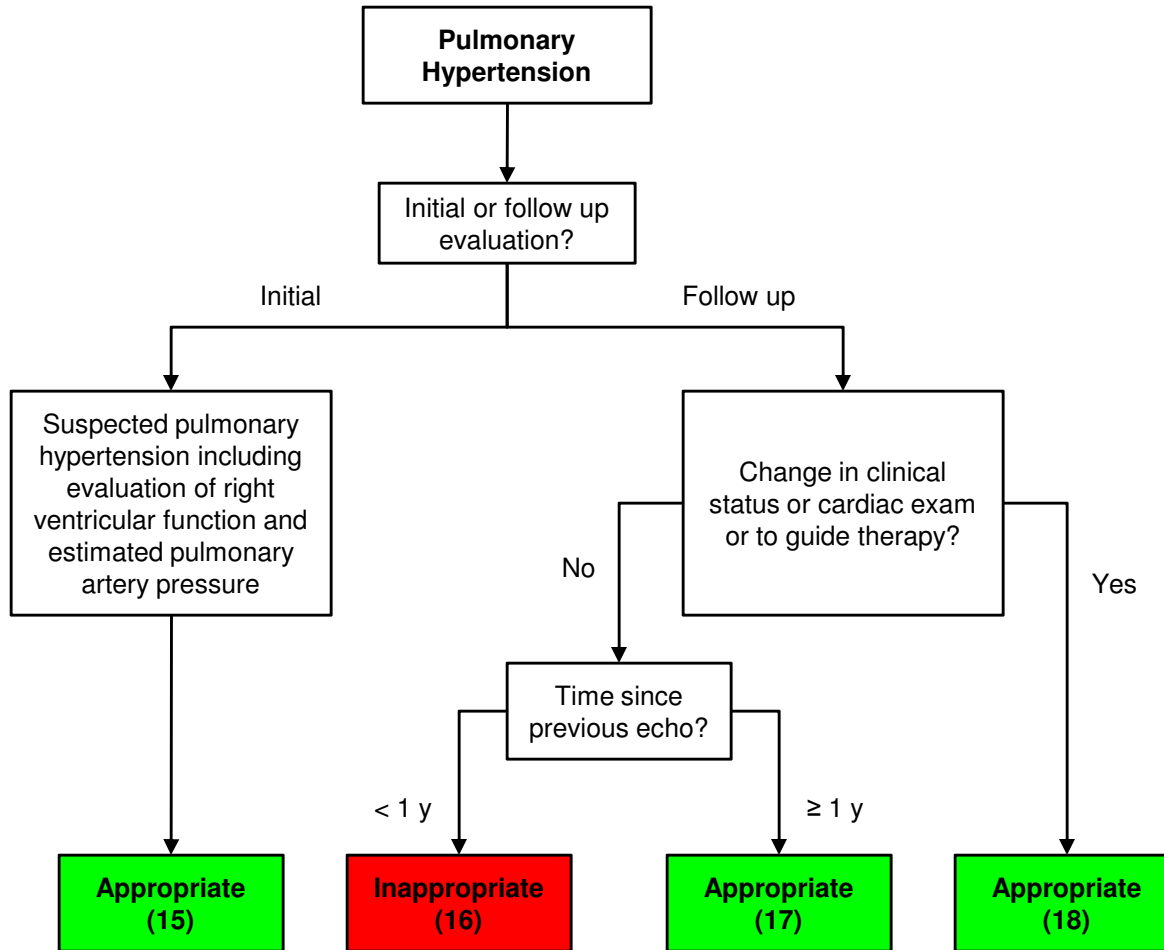 Pulmonary
Hypertension
Initial or follow up
evaluation?
Initial
Follow up
Suspected pulmonary
hypertension including
evaluation of right
ventricular function and
estimated pulmonary
artery pressure
Change in clinical
status or cardiac exam
or to guide therapy?
No
Yes
Time since
previous echo?
< 1 y
≥ 1 y
Appropriate
(15)
Inappropriate
(16)
Appropriate
(17)
Appropriate
(18)